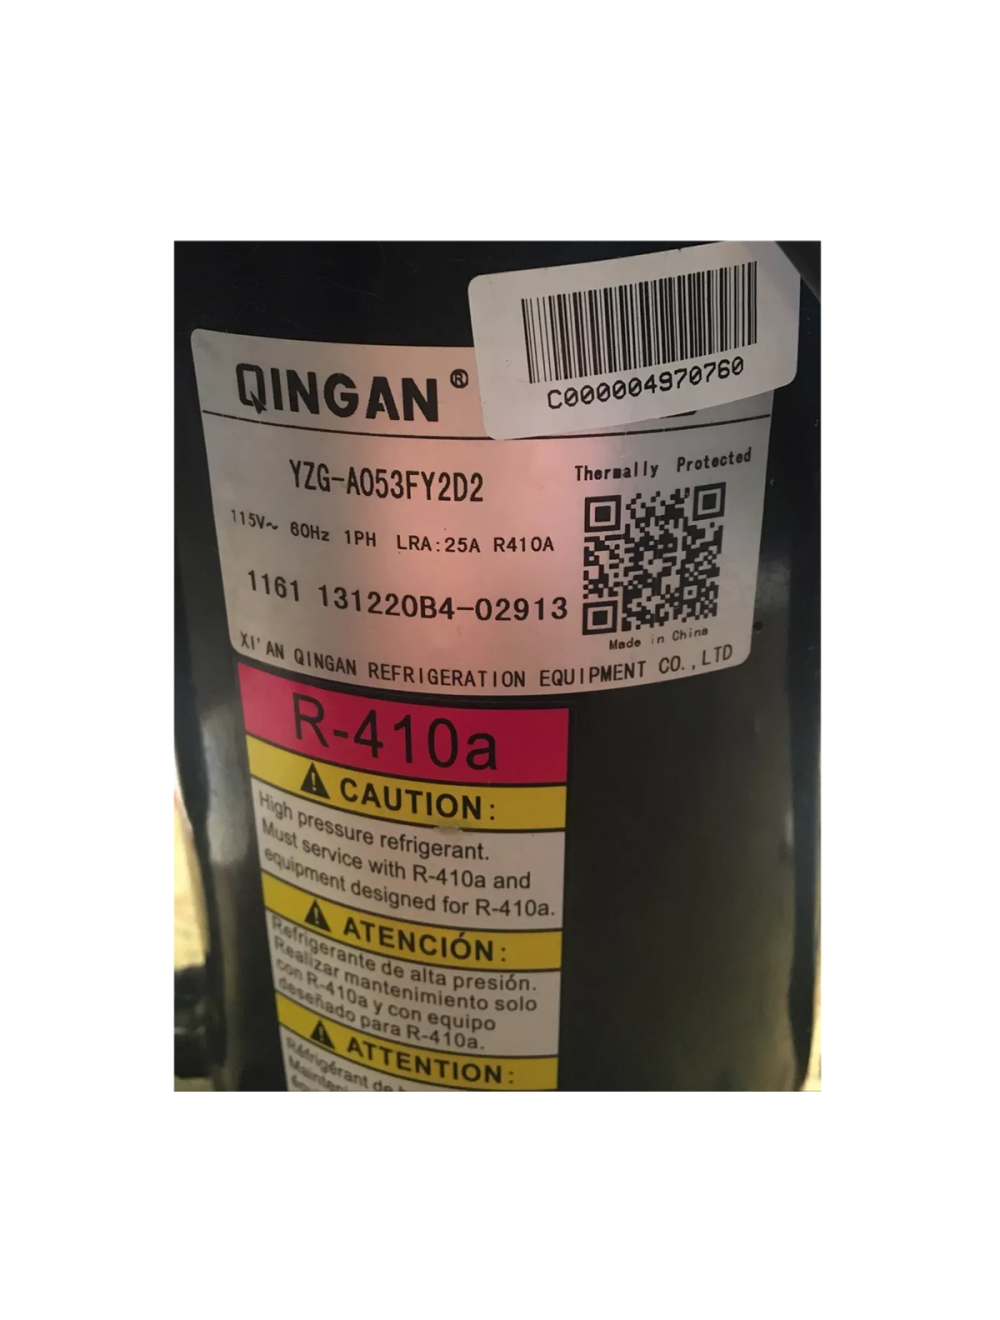 C000004970760
QINGAN®
YZG-A053FY2D2
Thermally Protected
115V~ 60Hz 1PH LRA:25A R410A
1161 131220B4-02913
Made in China
XI'AN QINGAN REFRIGERATION EQUIPMENT CO.,LTD
R-410a
CAUTION:
High pressure refrigerant.
Must service with R-410a and
equipment designed for R-410a.
ATENCIÓN:
Refrigerante de alta presión.
Realizar mantenimiento solo
con R-410a y con equipo
deseñado para R-410a.
ATTENTION:
Réfrigérant de